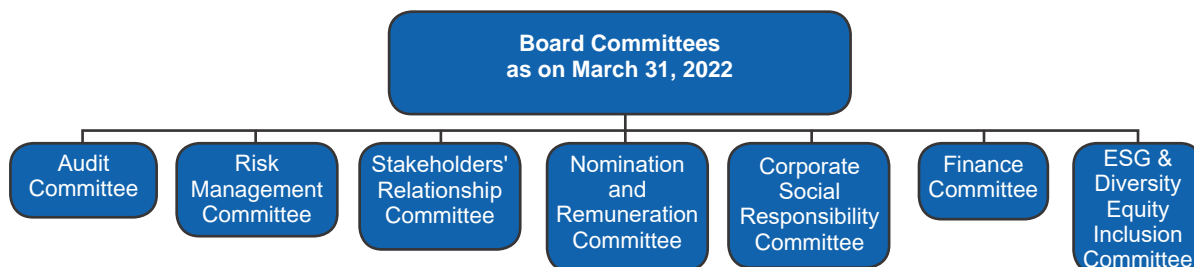 Board Committees
as on March 31, 2022
Audit
Committee
Risk
Management
Committee
Stakeholders'
Relationship
Committee
Nomination
and
Remuneration
Committee
Corporate
Social
Responsibility
Committee
Finance
Committee
ESG &
Diversity
Equity
Inclusion
Committee